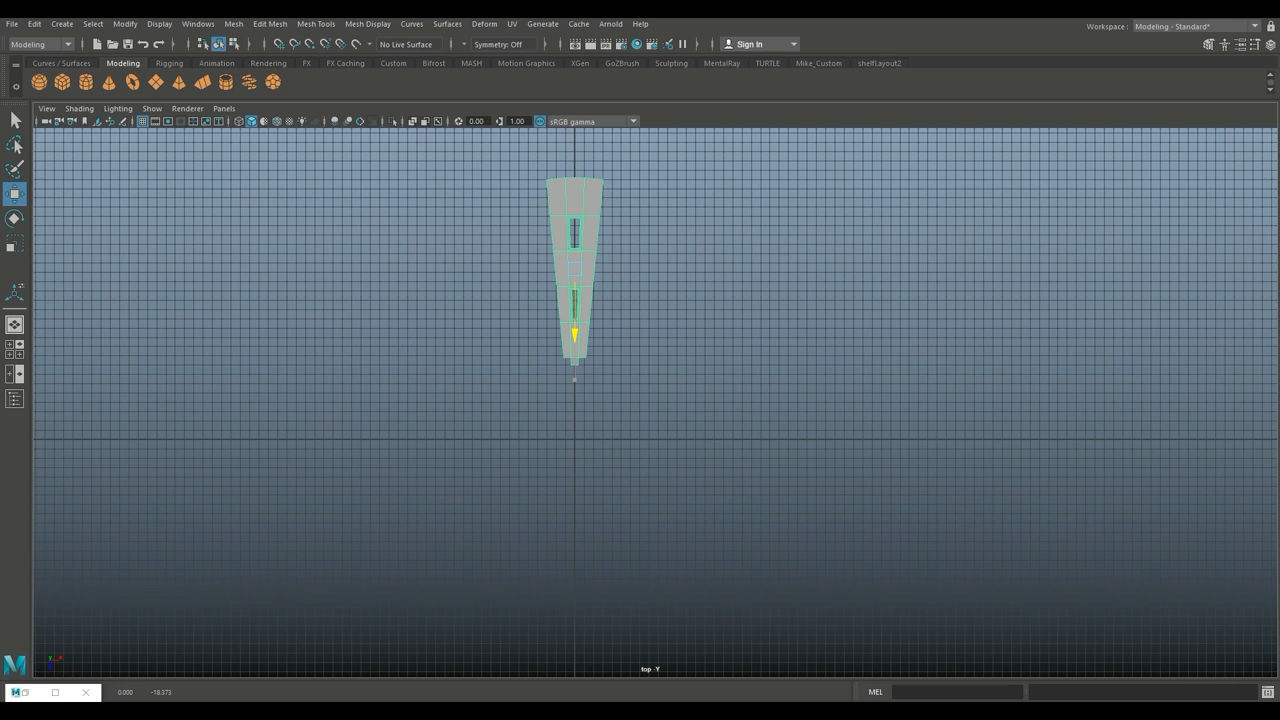 File Edit Create Select Modify Display Windows Mesh Edit Mesh Mesh Tools Mesh Display Curves Surfaces Deform UV Generate Cache Arnold Help
Workspace : Modeling - Standard*
Modeling No Live Surface Symmetry: Off Sign In
Curves / Surfaces Modeling Rigging Animation Rendering FX FX Caching Custom Bifrost MASH Motion Graphics XGen GoZBrush Sculpting MentalRay TURTLE Mike_Custom shelfLayout2
View Shading Lighting Show Renderer Panels
0.00 1.00 sRGB gamma
top -Y
0.000 -18.373 MEL